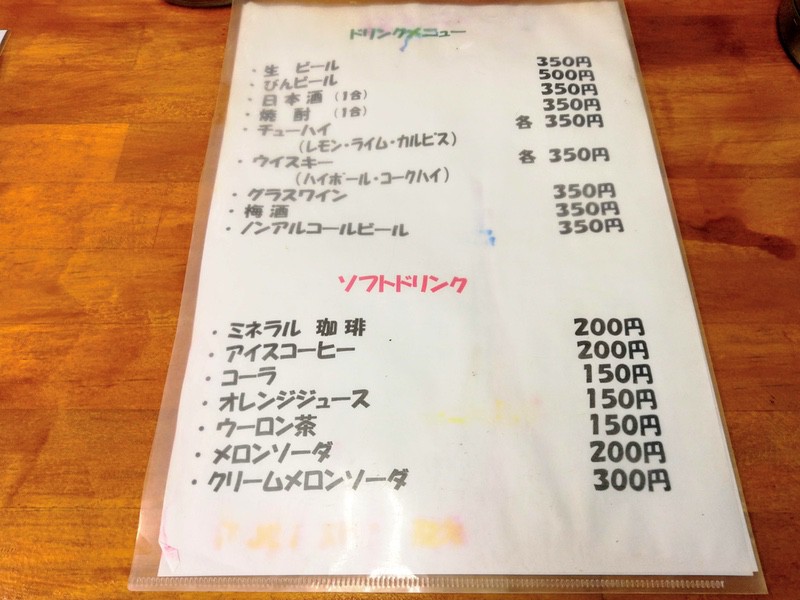 ドリンクメニュー
・生 ビール 350円
・びんビール 500円
・日本酒 (1合) 350円
・焼 酎 (1合) 350円
・チューハイ 各 350円
(レモン・ライム・カルピス)
・ウイスキー 各 350円
(ハイボール・コークハイ)
・グラスワイン 350円
・梅酒 350円
・ノンアルコールビール 350円
ソフトドリンク
・ミネラル 珈琲 200円
・アイスコーヒー 200円
・コーラ 150円
・オレンジジュース 150円
・ウーロン茶 150円
・メロンソーダ 200円
・クリームメロンソーダ 300円